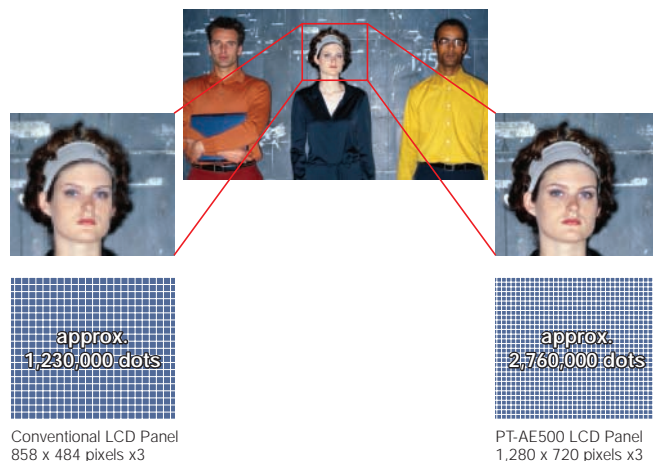 approx.
1,230,000 dots
approx.
2,760,000 dots
Conventional LCD Panel
858 x 484 pixels x3
PT-AE500 LCD Panel
1,280 x 720 pixels x3